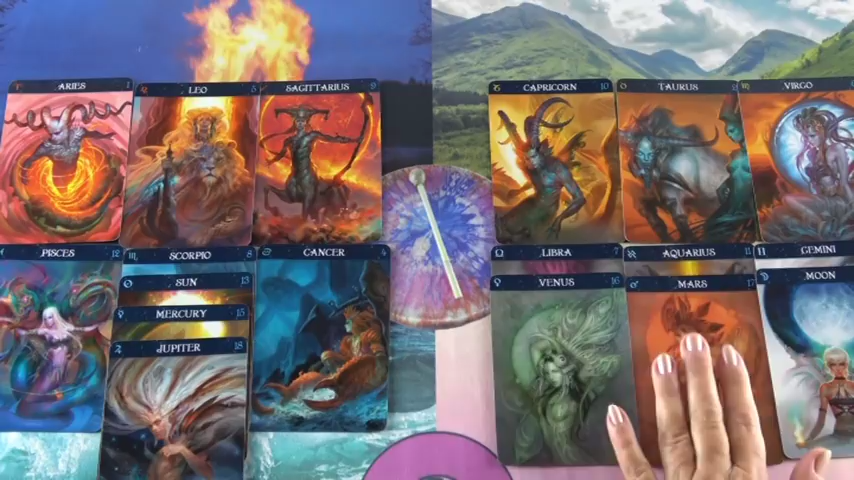 ARIES 1
LEO 5
SAGITTARIUS 9
CAPRICORN 10
TAURUS
VIRGO
PISCES 12
SCORPIO 8
SUN 13
MERCURY 15
JUPITER 18
CANCER 4
LIBRA 7
VENUS 16
AQUARIUS 11
MARS 17
GEMINI
MOON